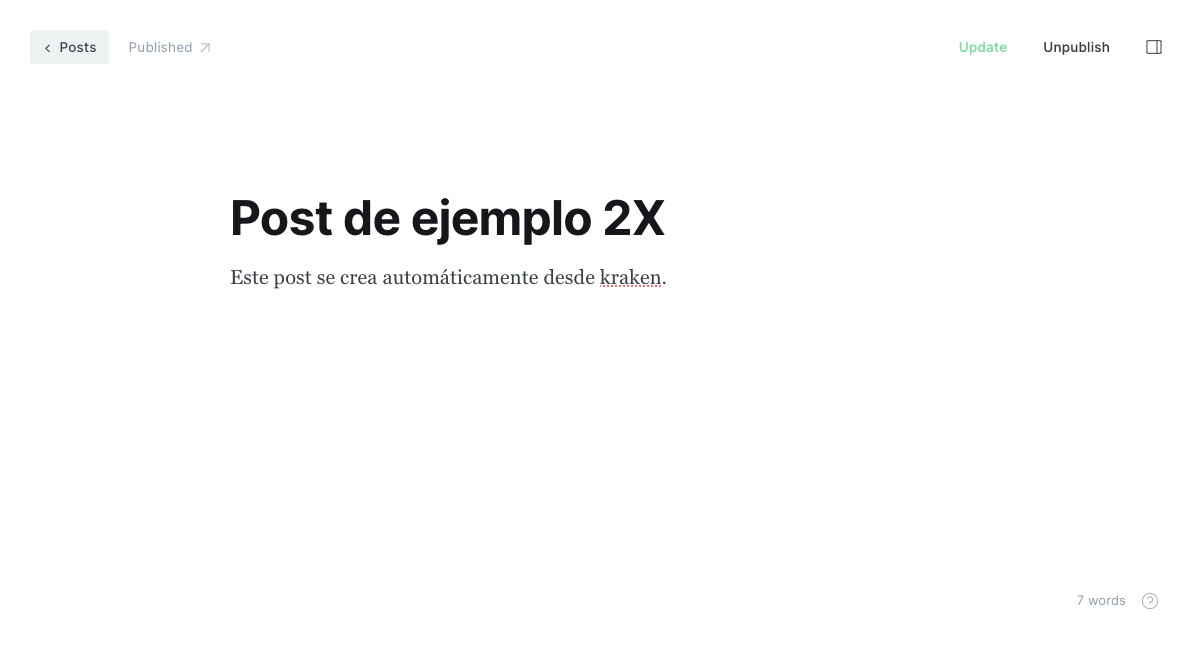 Posts Published Update Unpublish
Post de ejemplo 2X
Este post se crea automáticamente desde kraken.
7 words ?